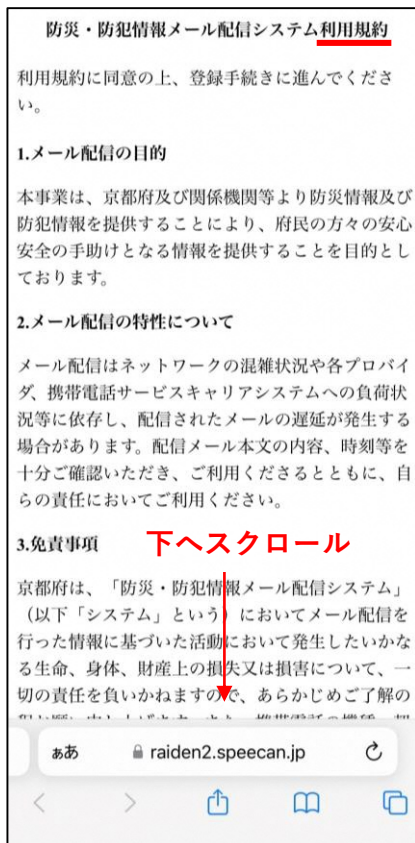 防災・防犯情報メール配信システム利用規約
利用規約に同意の上、登録手続きに進んでくださ
い。
1.メール配信の目的
本事業は、京都府及び関係機関等より防災情報及び
防犯情報を提供することにより、府民の方々の安心
安全の手助けとなる情報を提供することを目的とし
ております。
2.メール配信の特性について
メール配信はネットワークの混雑状況や各プロバイ
ダ、携帯電話サービスキャリアシステムへの負荷状
況等に依存し、配信されたメールの遅延が発生する
場合があります。配信メール本文の内容、時刻等を
十分ご確認いただき、ご利用くださるとともに、自
らの責任においてご利用ください。
3.免責事項
下へスクロール
京都府は、「防災・防犯情報メール配信システム」
（以下「システム」という）においてメール配信を
行った情報に基づいた活動において発生したいかな
る生命、身体、財産上の損失又は損害について、一
切の責任を負いかねますので、あらかじめご了解の
ぁあ
raiden2.speecan.jp